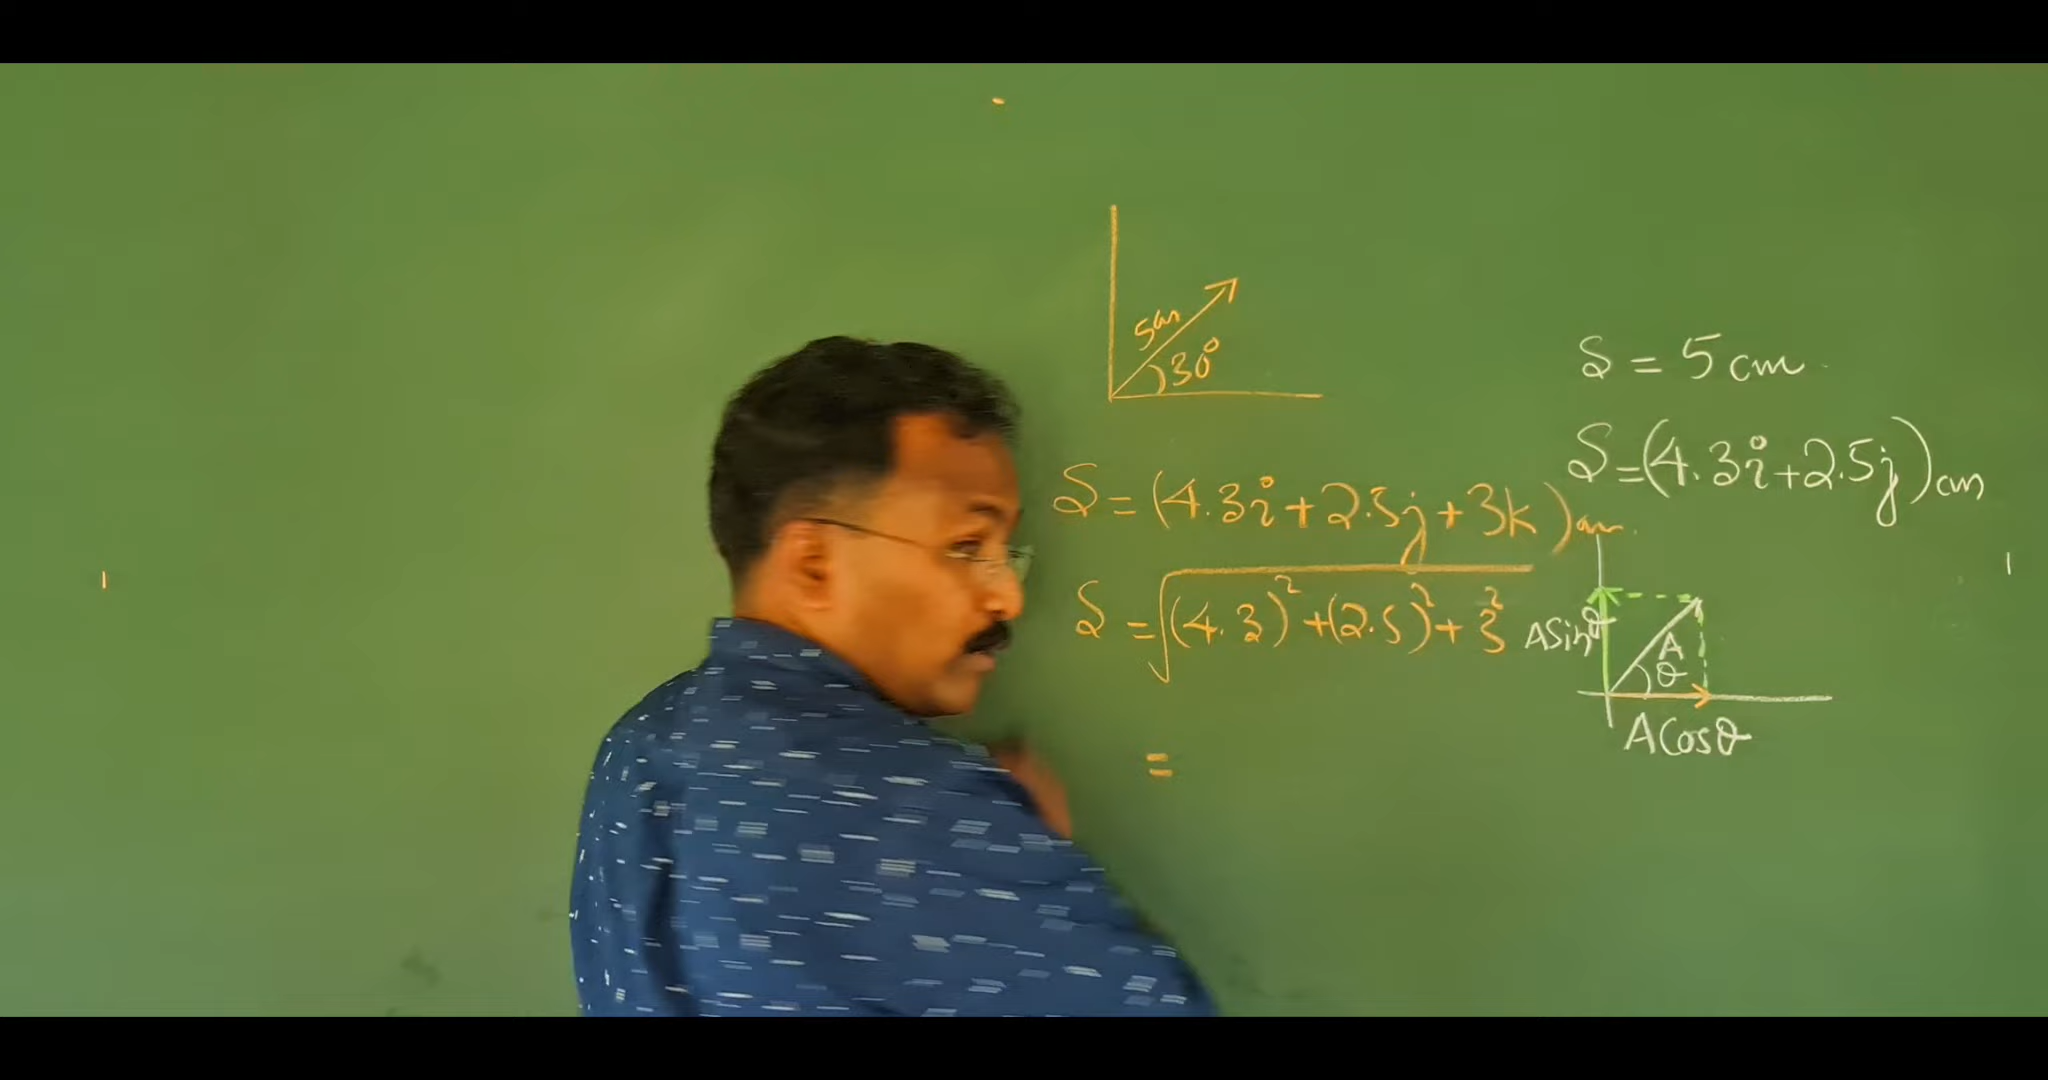 5cm
30°
S = 5 cm
S = (4.3i + 2.5j) cm
S = (4.3i + 2.5j + 3k) cm.
S = √(4.3)² + (2.5)² + 3²
=
ASinθ
A
θ
ACosθ